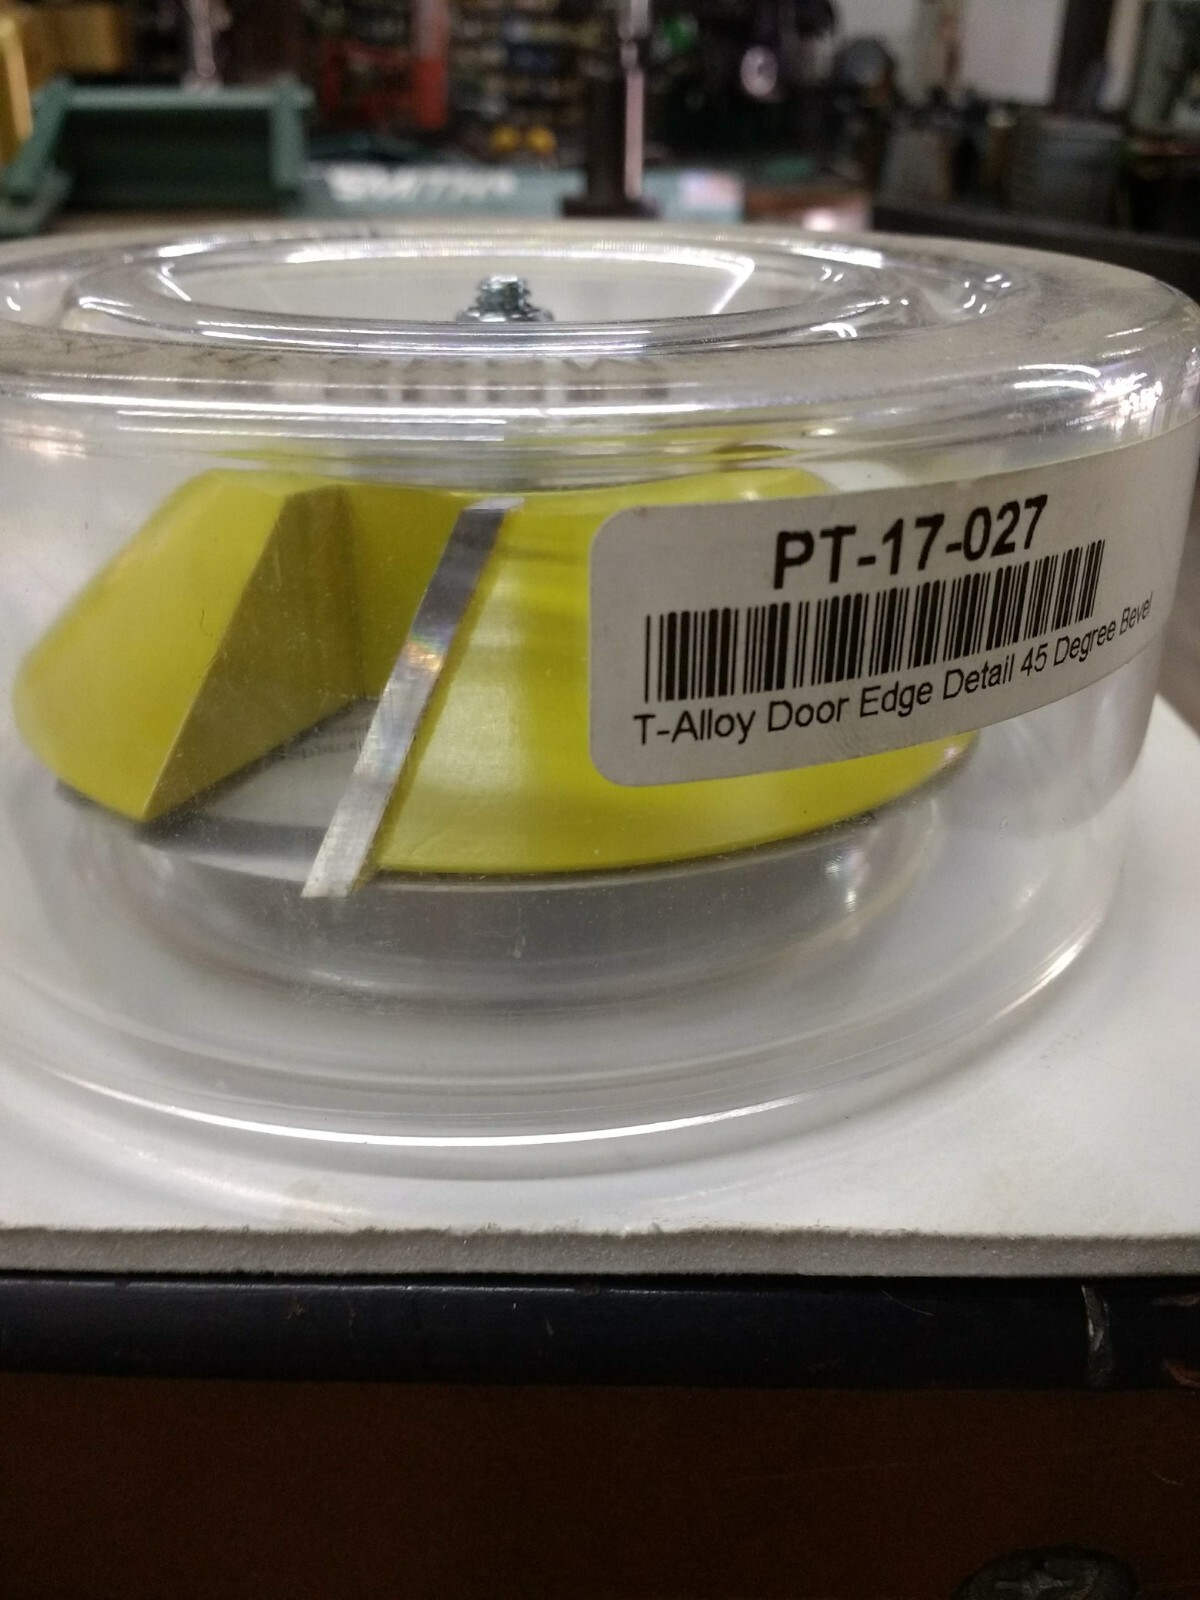 PT-17-027
T-Alloy Door Edge Detail 45 Degree Bevel